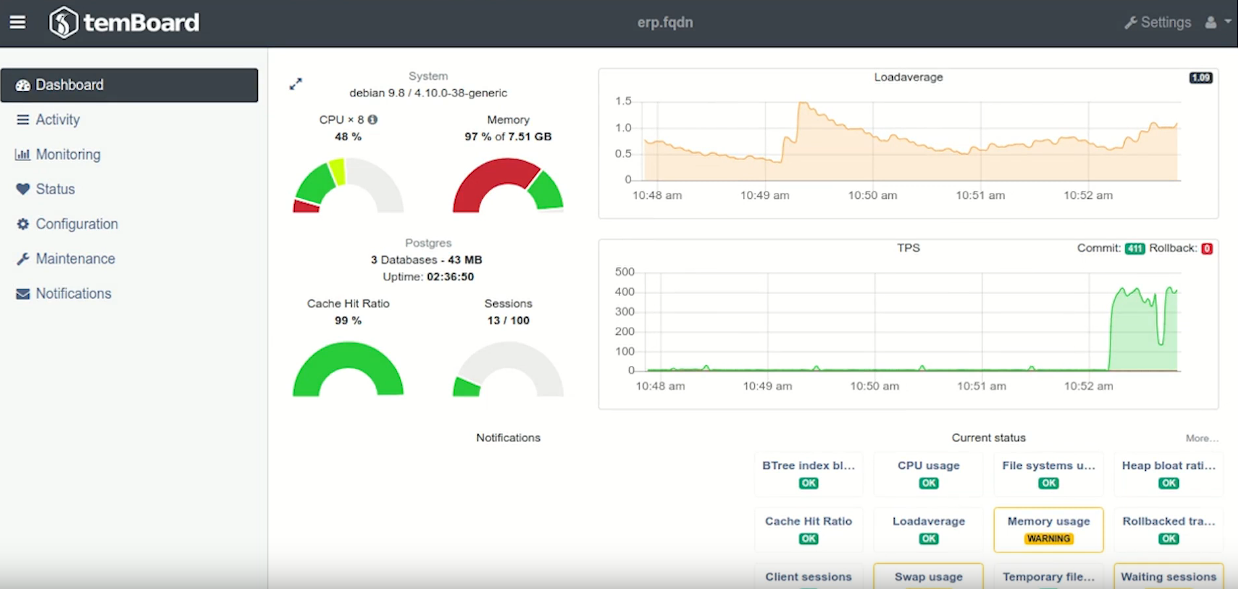 temBoard
erp.fqdn
Settings
Dashboard
Activity
Monitoring
Status
Configuration
Maintenance
Notifications
System
debian 9.8 / 4.10.0-38-generic
CPU × 8
48 %
Memory
97 % of 7.51 GB
Postgres
3 Databases - 43 MB
Uptime: 02:36:50
Cache Hit Ratio
99 %
Sessions
13 / 100
Loadaverage
1.09
1.5
1.0
0.5
0
10:48 am 10:49 am 10:50 am 10:51 am 10:52 am
TPS
Commit: 411 Rollback: 0
500
400
300
200
100
0
10:48 am 10:49 am 10:50 am 10:51 am 10:52 am
Notifications
Current status
More...
BTree index bl... CPU usage File systems u... Heap bloat rati...
OK OK OK OK
Cache Hit Ratio Loadaverage Memory usage Rollbacked tra...
OK OK WARNING OK
Client sessions Swap usage Temporary file... Waiting sessions